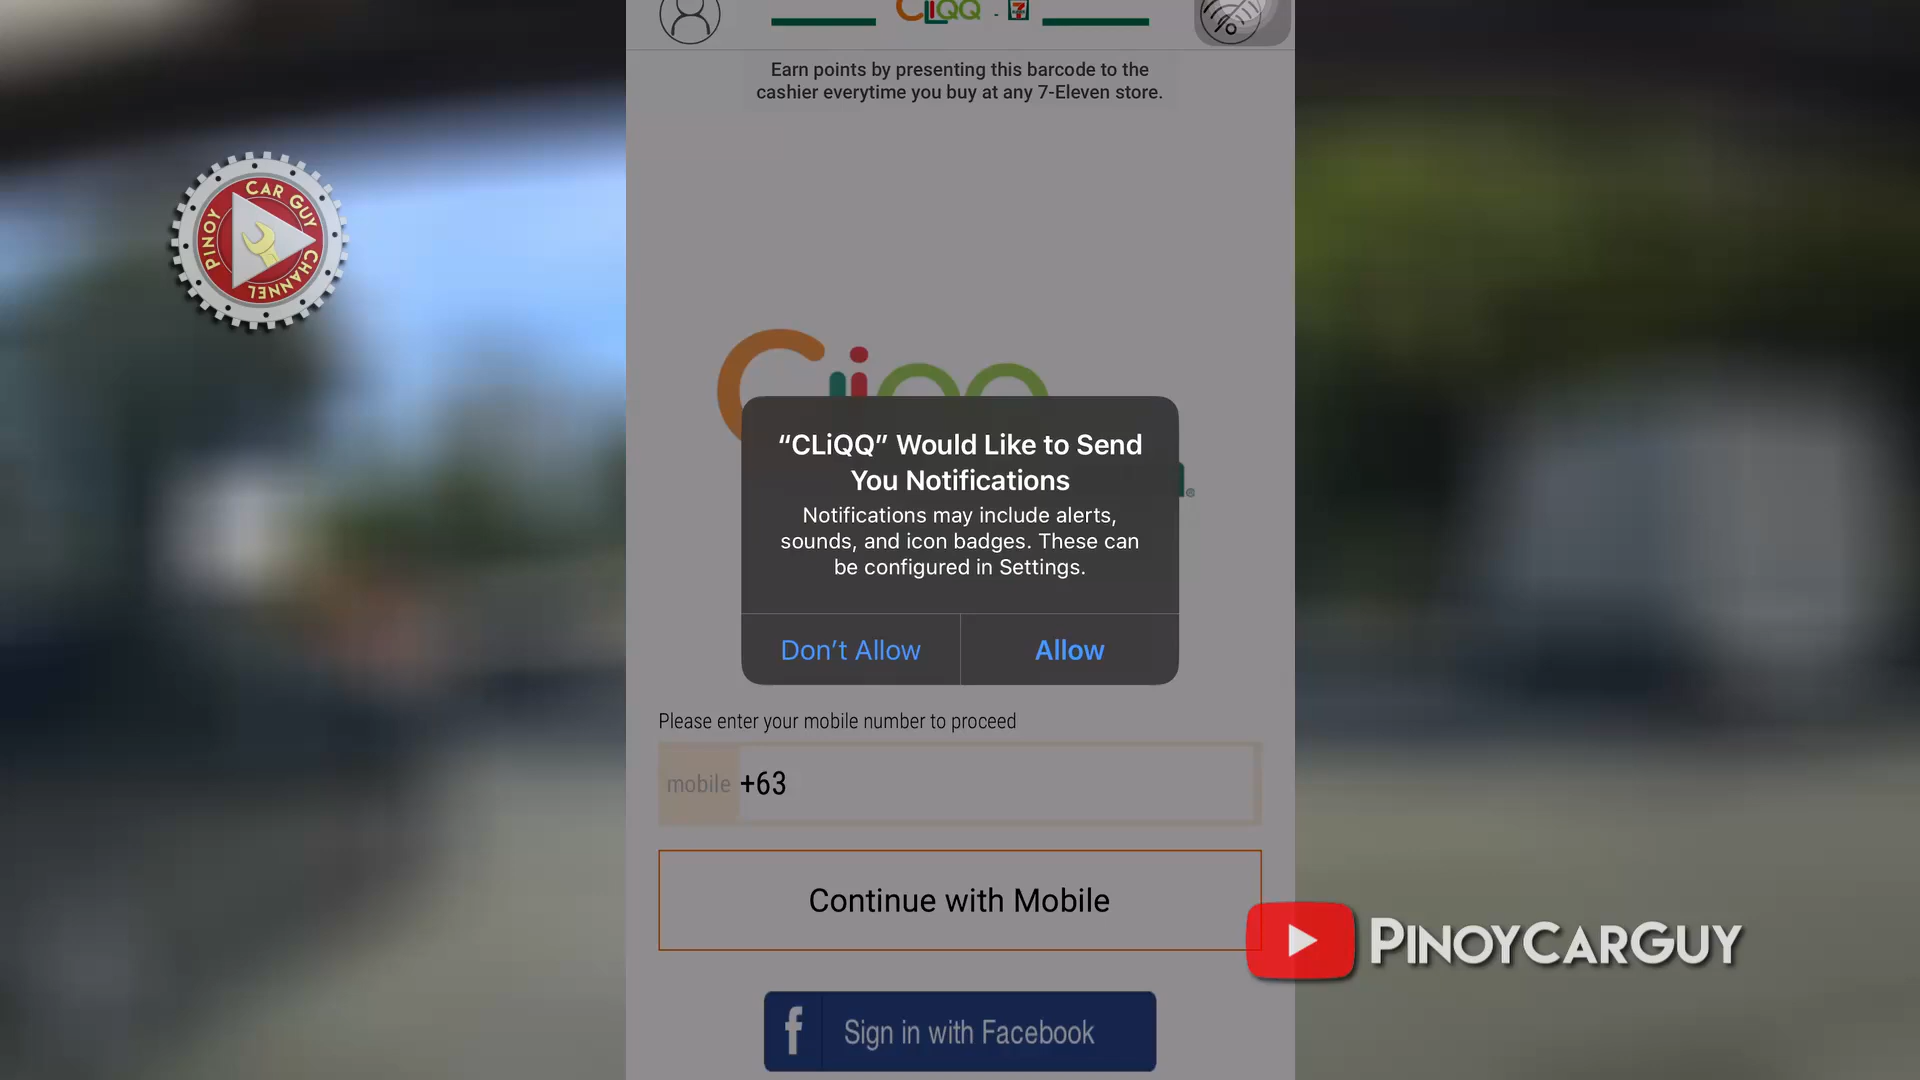 CLiQQ - 7 ELEVEN
Earn points by presenting this barcode to the
cashier everytime you buy at any 7-Eleven store.
PINOY CAR GUY CHANNEL
CliQQ
“CLiQQ” Would Like to Send
You Notifications
Notifications may include alerts,
sounds, and icon badges. These can
be configured in Settings.
®
Don’t Allow
Allow
Please enter your mobile number to proceed
mobile +63
Continue with Mobile
PINOYCARGUY
f Sign in with Facebook